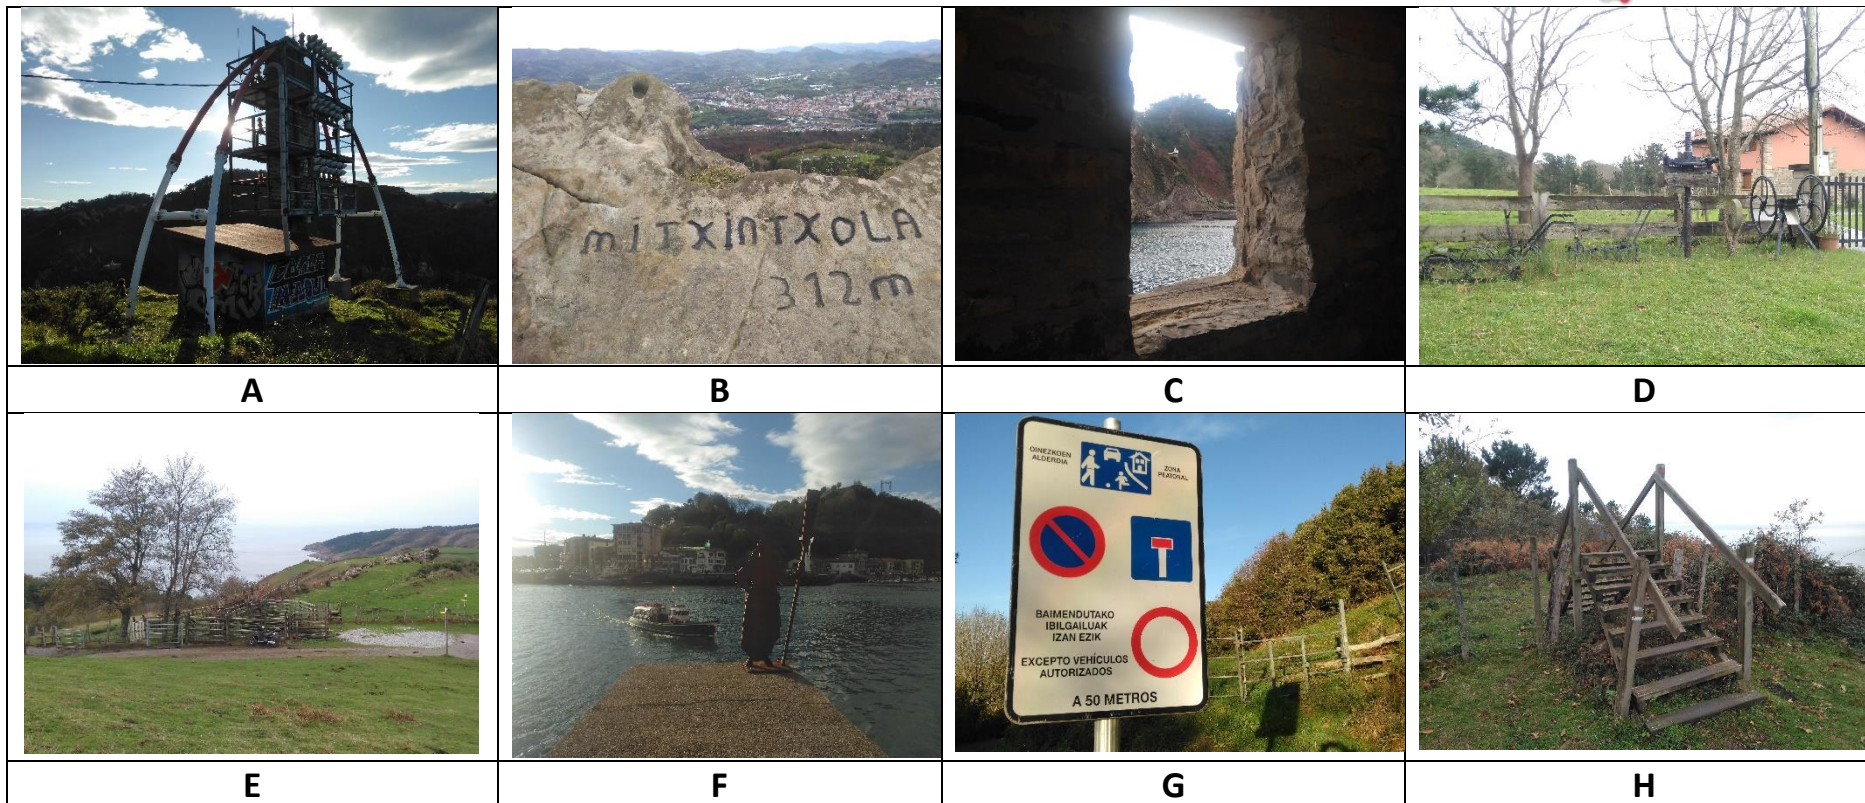 mITXINTXOLA
312m
A
B
C
D
OINEZKOEN
ALDERDIA
ZONA
PEATONAL
BAIMENDUTAKO
IBILGAILUAK
IZAN EZIK
EXCEPTO VEHÍCULOS
AUTORIZADOS
A 50 METROS
E
F
G
H